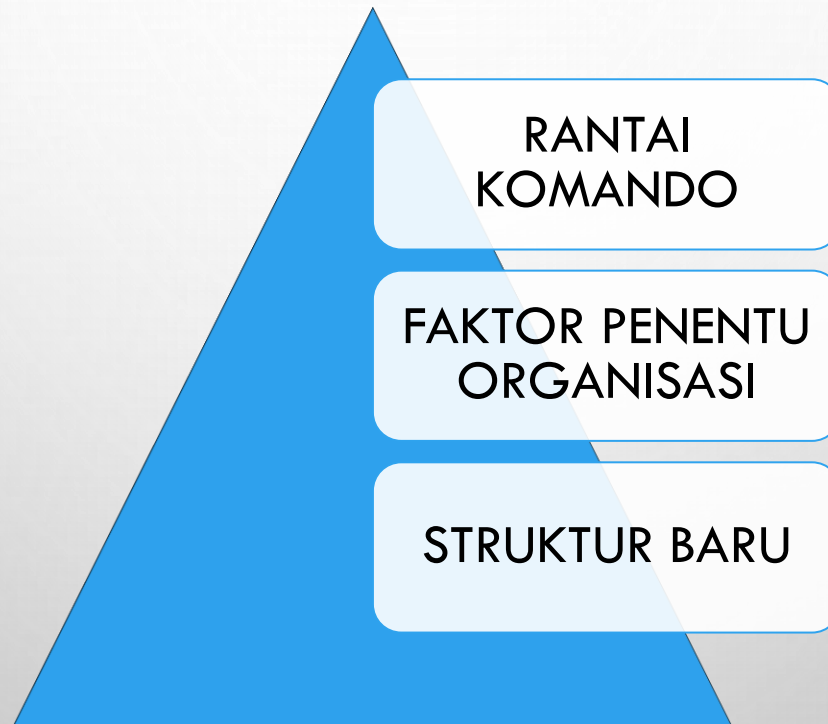 RANTAI
KOMANDO
FAKTOR PENENTU
ORGANISASI
STRUKTUR BARU